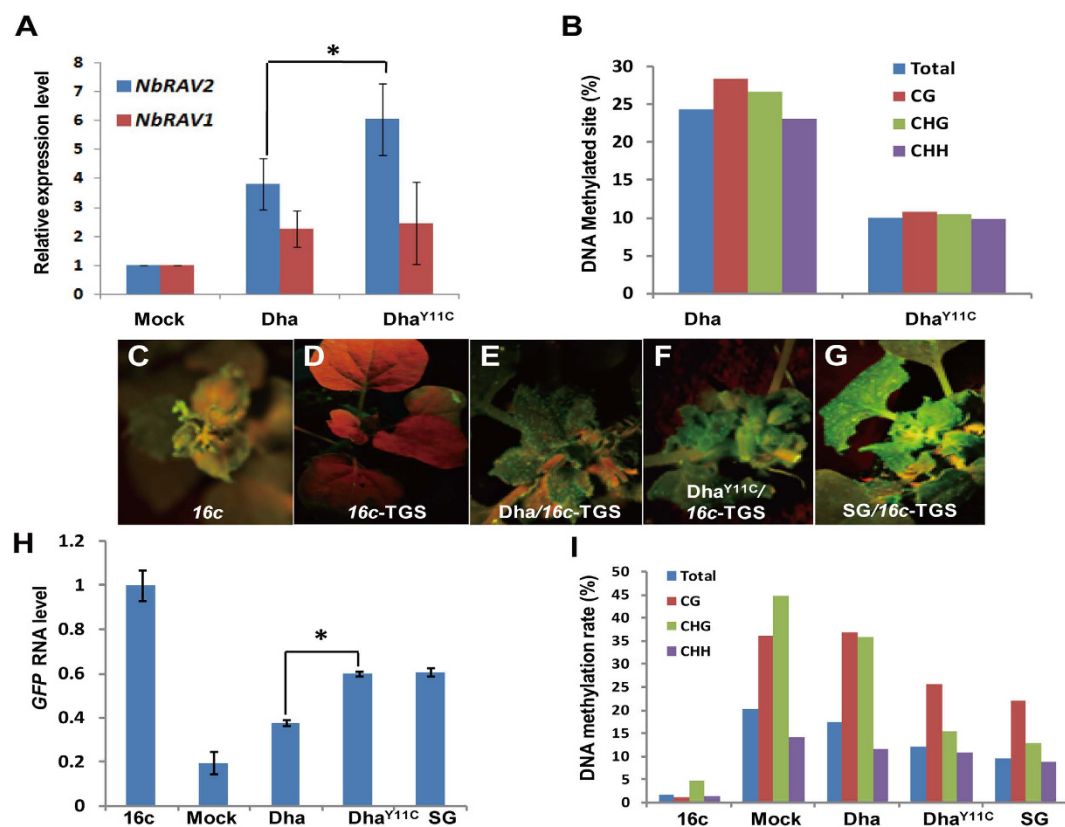 A
Relative expression level
8
7
6
5
4
3
2
1
0
NbRAV2
NbRAV1
*
Mock Dha DhaY11C
B
DNA Methylated site (%)
30
25
20
15
10
5
0
Total
CG
CHG
CHH
Dha DhaY11C
C
16c
D
16c-TGS
E
Dha/16c-TGS
F
DhaY11C/
16c-TGS
G
SG/16c-TGS
H
GFP RNA level
1.2
1
0.8
0.6
0.4
0.2
0
*
16c Mock Dha DhaY11C SG
I
DNA methylation rate (%)
50
45
40
35
30
25
20
15
10
5
0
Total
CG
CHG
CHH
16c Mock Dha DhaY11C SG